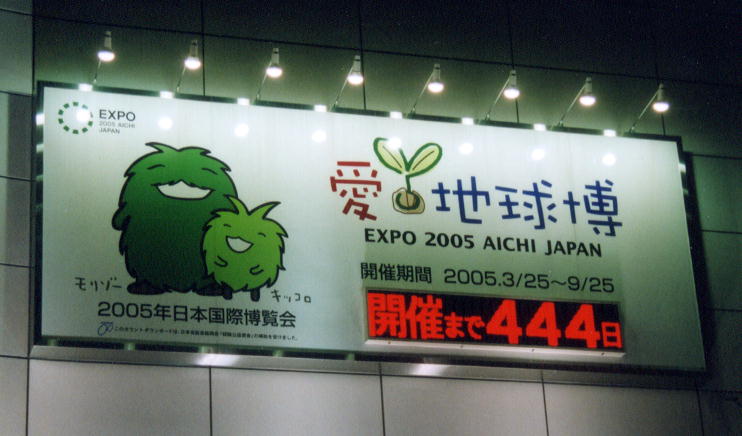 EXPO
2005 AICHI
JAPAN
愛・地球博
EXPO 2005 AICHI JAPAN
モリゾー
キッコロ
2005年日本国際博覧会
開催期間 2005.3/25～9/25
開催まで444日